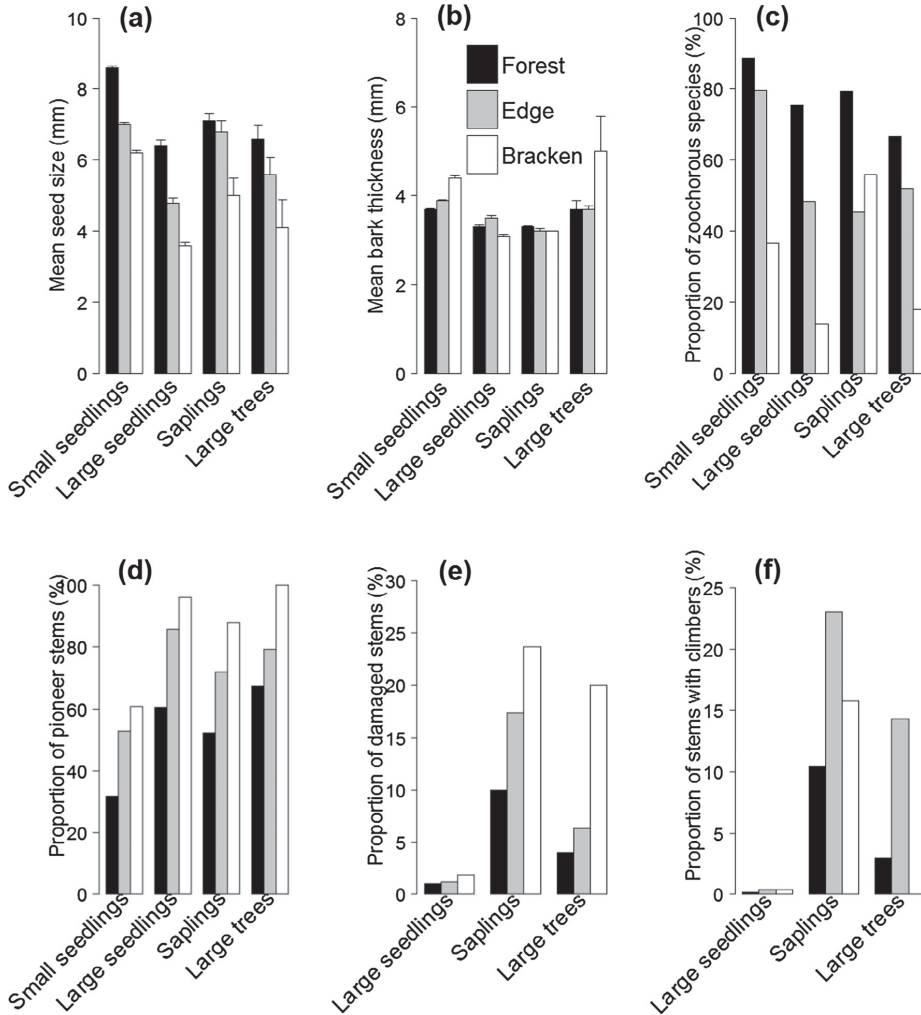 (a)
Mean seed size (mm)
10
8
6
4
2
0
Small seedlings
Large seedlings
Saplings
Large trees
(b)
Mean bark thickness (mm)
8
6
4
2
0
Forest
Edge
Bracken
Small seedlings
Large seedlings
Saplings
Large trees
(c)
Proportion of zoochorous species (%)
100
80
60
40
20
0
Small seedlings
Large seedlings
Saplings
Large trees
(d)
Proportion of pioneer stems (%)
100
80
60
40
20
0
Small seedlings
Large seedlings
Saplings
Large trees
(e)
Proportion of damaged stems (%)
30
25
20
15
10
5
0
Large seedlings
Saplings
Large trees
(f)
Proportion of stems with climbers (%)
25
20
15
10
5
0
Large seedlings
Saplings
Large trees